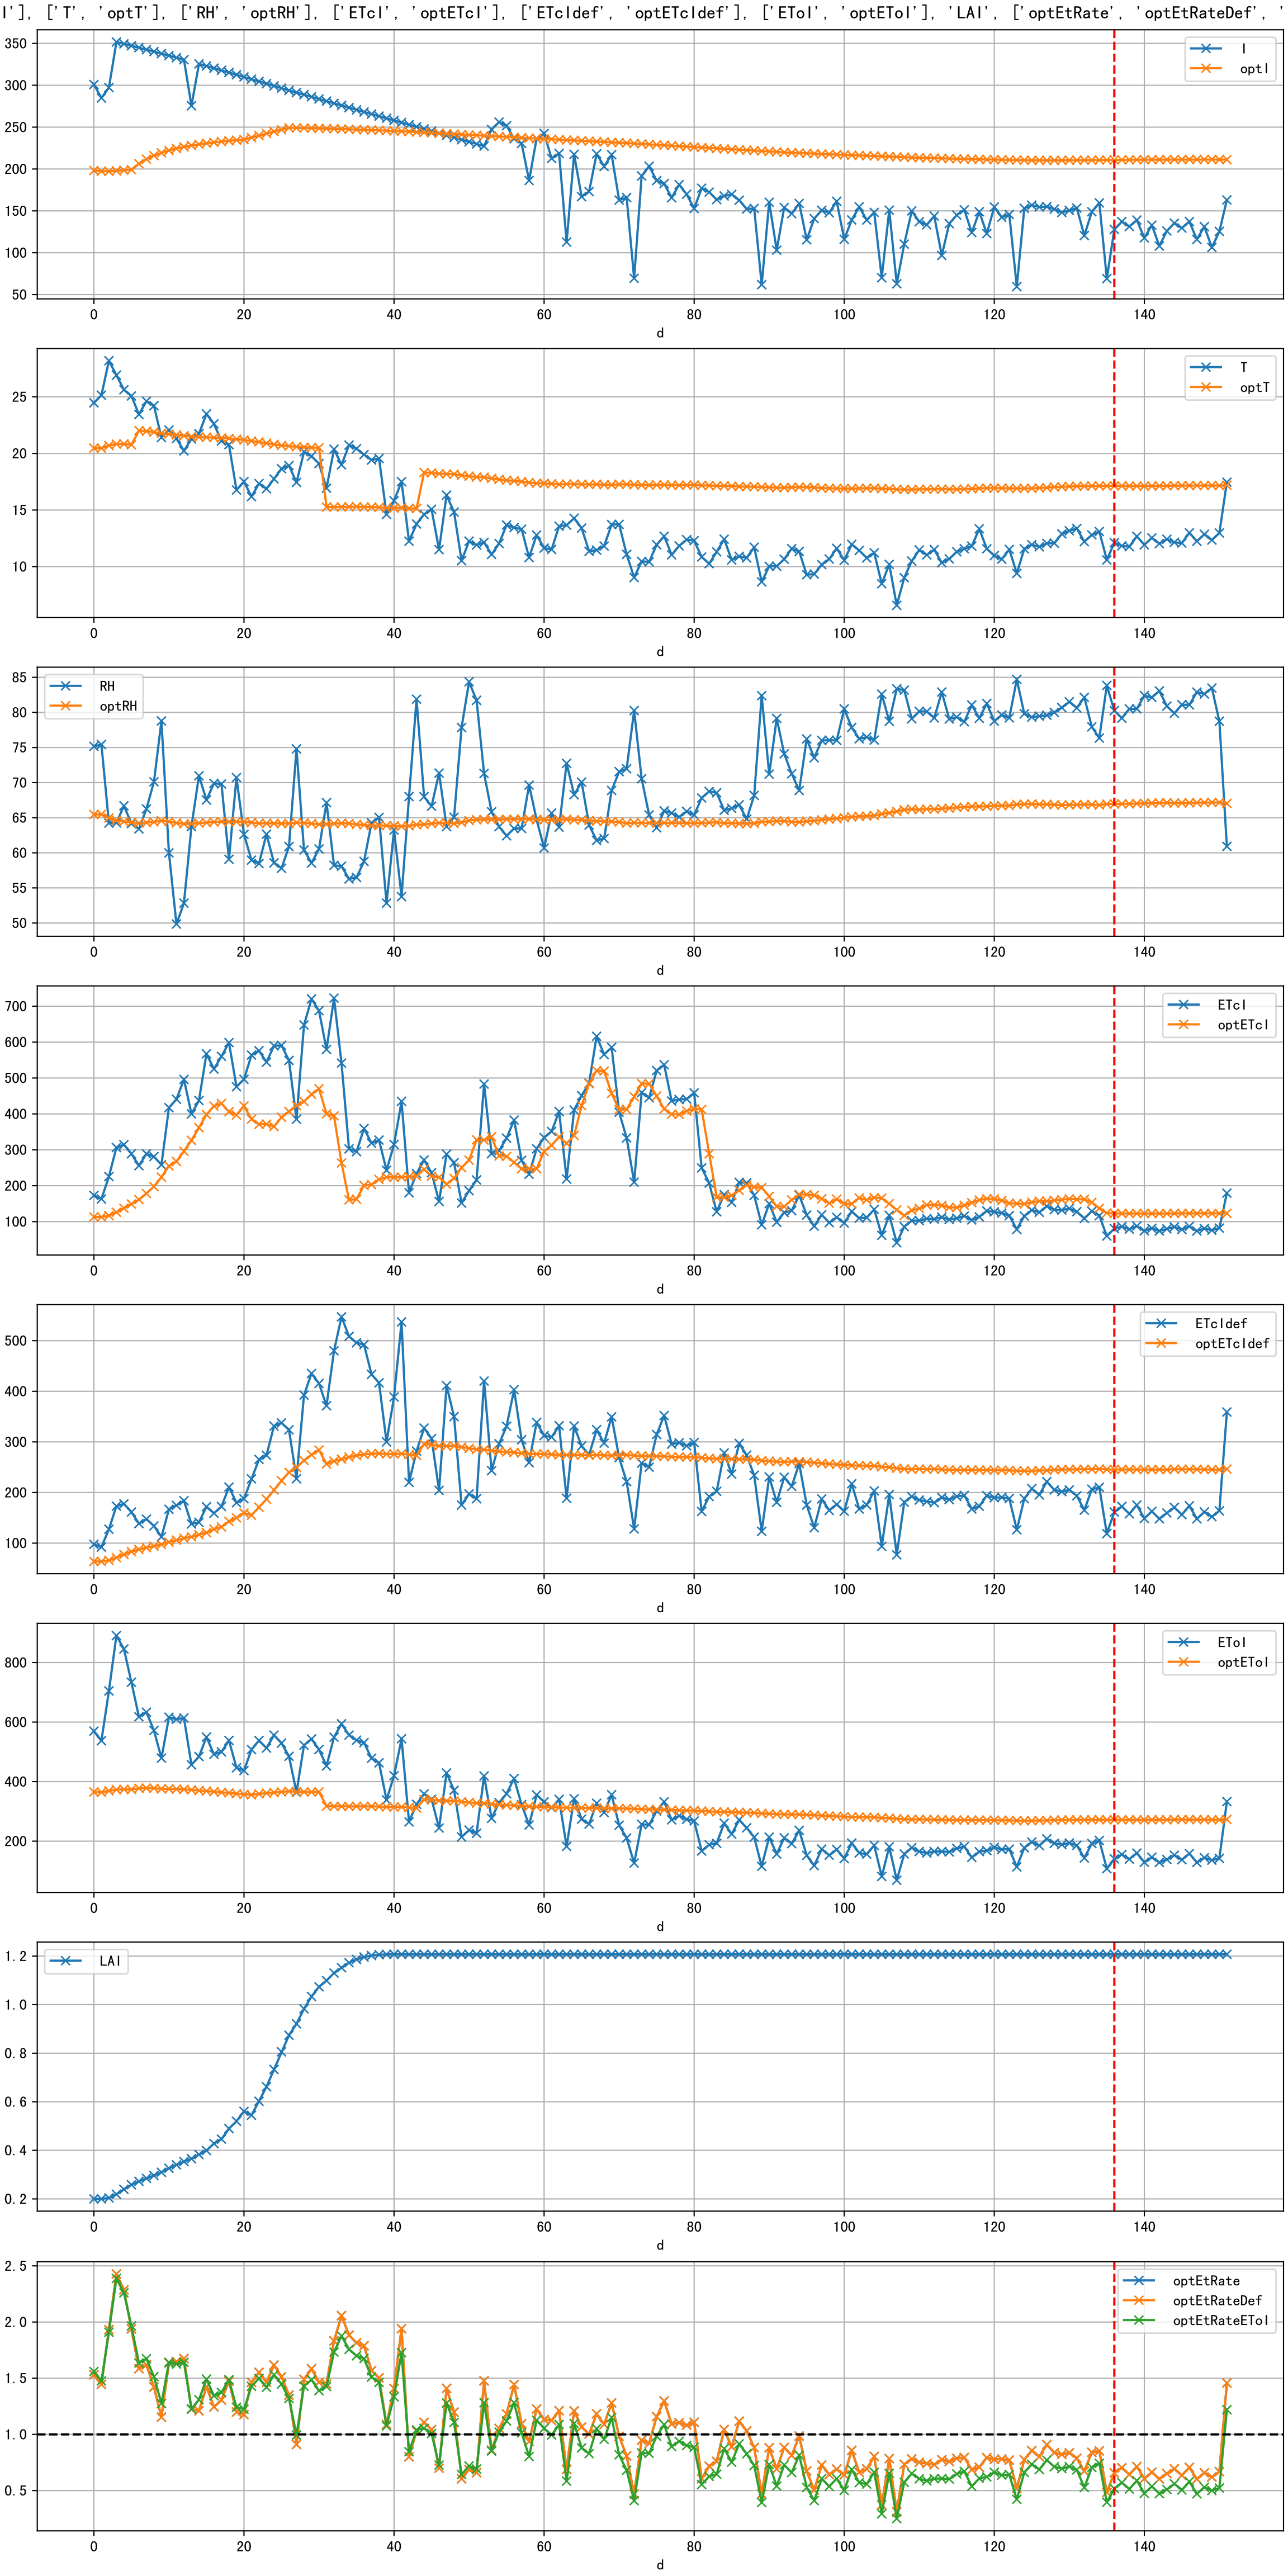 I'], ['T', 'optT'], ['RH', 'optRH'], ['ETcI', 'optETcI'], ['ETcIdef', 'optETcIdef'], ['EToI', 'optEToI'], 'LAI', ['optEtRate', 'optEtRateDef', '
350
300
250
200
150
100
50
I
optI
0 20 40 60 80 100 120 140
d
25
20
15
10
T
optT
0 20 40 60 80 100 120 140
d
85
80
75
70
65
60
55
50
RH
optRH
0 20 40 60 80 100 120 140
d
700
600
500
400
300
200
100
ETcI
optETcI
0 20 40 60 80 100 120 140
d
500
400
300
200
100
ETcIdef
optETcIdef
0 20 40 60 80 100 120 140
d
800
600
400
200
EToI
optEToI
0 20 40 60 80 100 120 140
d
1.2
1.0
0.8
0.6
0.4
0.2
LAI
0 20 40 60 80 100 120 140
d
2.5
2.0
1.5
1.0
0.5
optEtRate
optEtRateDef
optEtRateEToI
0 20 40 60 80 100 120 140
d